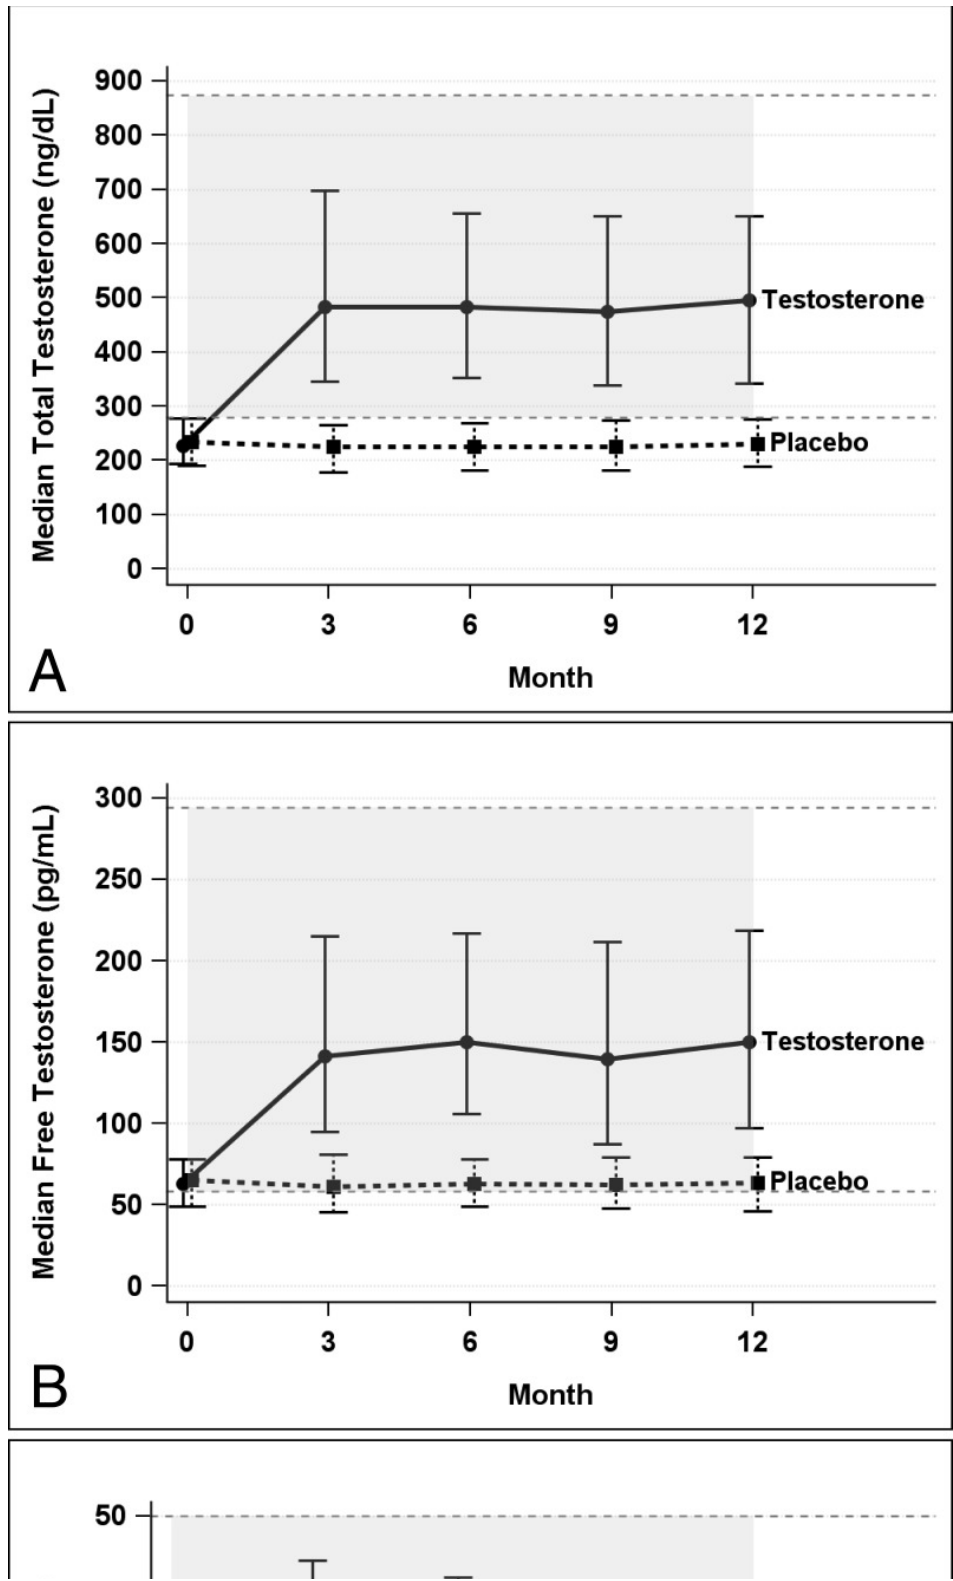 900
800
700
600
500
400
300
200
100
0
Median Total Testosterone (ng/dL)
Testosterone
Placebo
0 3 6 9 12
Month
A
300
250
200
150
100
50
0
Median Free Testosterone (pg/mL)
Testosterone
Placebo
0 3 6 9 12
Month
B
50